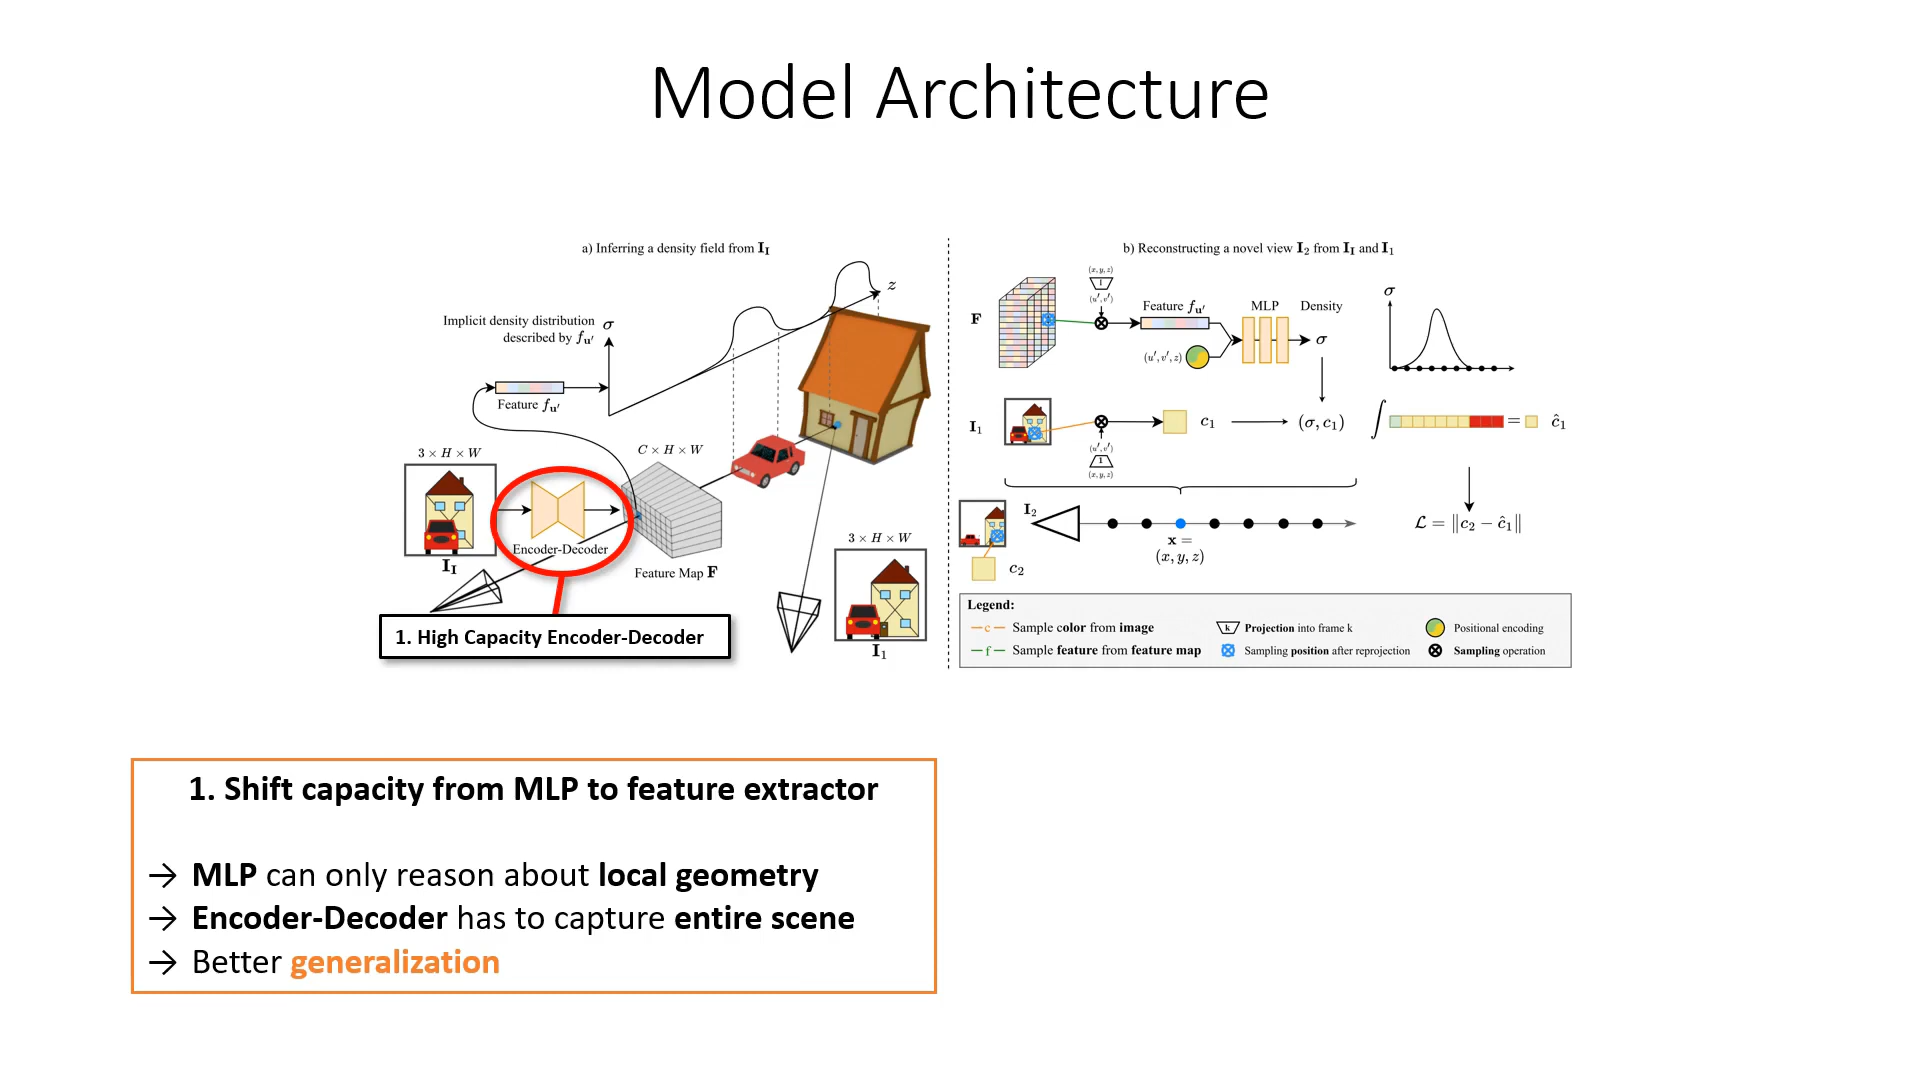 Model Architecture
a) Inferring a density field from I_I
z
Implicit density distribution σ
described by f_u′
Feature f_u′
3 × H × W
C × H × W
Encoder-Decoder
I_I
Feature Map F
3 × H × W
I_1
1. High Capacity Encoder-Decoder
b) Reconstructing a novel view I_2 from I_I and I_1
(x, y, z)
I
(u′, v′)
F
Feature f_u′
MLP
Density
σ
(u′, v′, z)
σ
I_1
c_1
(σ, c_1)
∫ = ĉ_1
(u′, v′)
1
(x, y, z)
I_2
x =
(x, y, z)
c_2
ℒ = ‖c_2 − ĉ_1‖
Legend:
c Sample color from image
k Projection into frame k
Positional encoding
f Sample feature from feature map
Sampling position after reprojection
Sampling operation
1. Shift capacity from MLP to feature extractor
→ MLP can only reason about local geometry
→ Encoder-Decoder has to capture entire scene
→ Better generalization